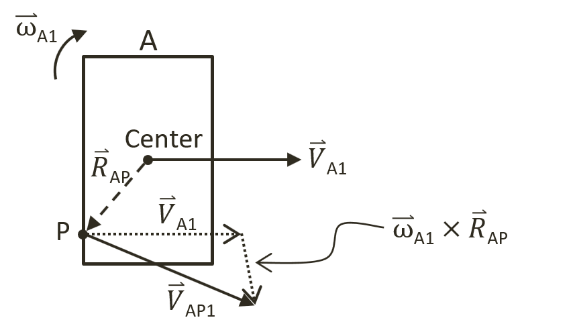 ω⃗A1
A
Center
R⃗AP
V⃗A1
V⃗A1
P
ω⃗A1 × R⃗AP
V⃗AP1